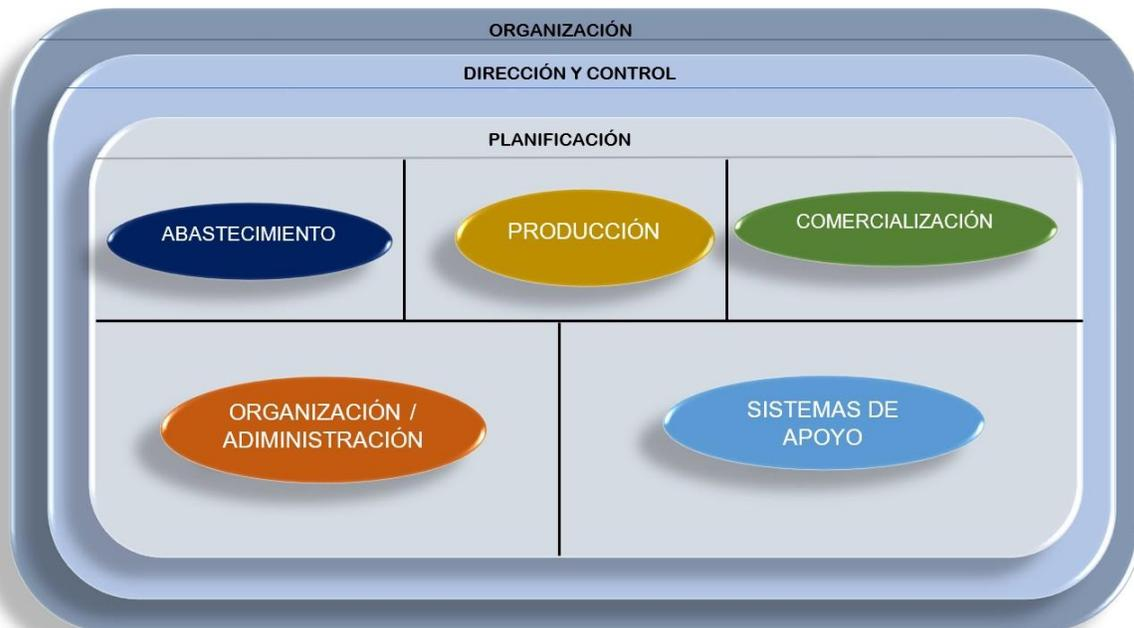 ORGANIZACIÓN
DIRECCIÓN Y CONTROL
PLANIFICACIÓN
ABASTECIMIENTO
PRODUCCIÓN
COMERCIALIZACIÓN
ORGANIZACIÓN /
ADIMINISTRACIÓN
SISTEMAS DE
APOYO